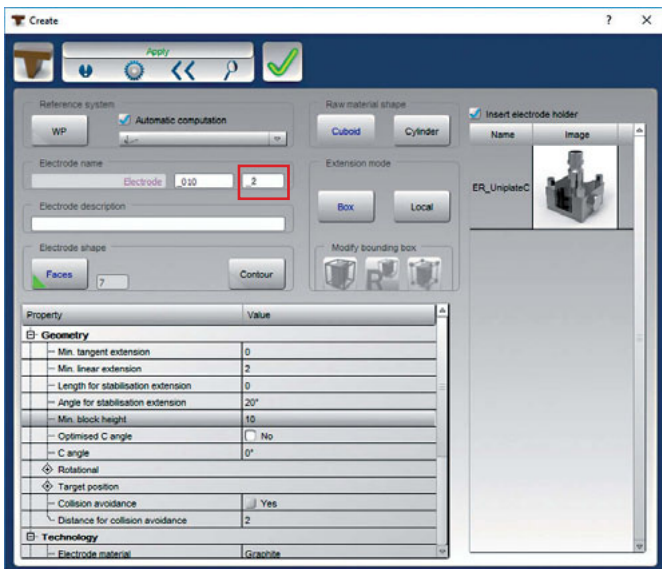 Create
Apply
Reference system
WP
Automatic computation
Electrode name
Electrode
_010
_2
Electrode description
Electrode shape
Faces
7
Contour
Raw material shape
Cuboid
Cylinder
Extension mode
Box
Local
Modify bounding box
R
Insert electrode holder
Name Image
ER_UniplateC
Property Value
Geometry
Min. tangent extension 0
Min. linear extension 2
Length for stabilisation extension 0
Angle for stabilisation extension 20°
Min. block height 10
Optimised C angle No
C angle 0°
Rotational
Target position
Collision avoidance Yes
Distance for collision avoidance 2
Technology
Electrode material Graphite